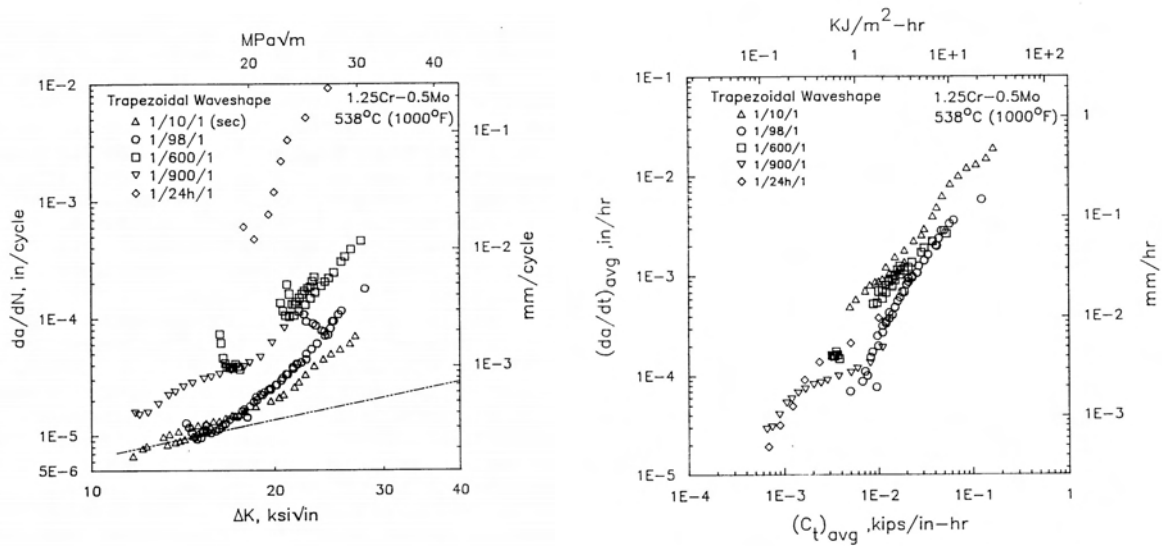 MPa√m
20 30 40
1E-2
Trapezoidal Waveshape 1.25Cr-0.5Mo
△ 1/10/1 (sec) 538°C (1000°F)
○ 1/98/1
□ 1/600/1
▽ 1/900/1
◇ 1/24h/1
1E-1
1E-3
1E-2
1E-4
1E-3
1E-5
5E-6
da/dN, in/cycle
mm/cycle
10 20 30 40
ΔK, ksi√in
KJ/m²-hr
1E-1 1 1E+1 1E+2
1E-1
Trapezoidal Waveshape 1.25Cr-0.5Mo
△ 1/10/1 538°C (1000°F)
○ 1/98/1
□ 1/600/1
▽ 1/900/1
◇ 1/24h/1
1
1E-2
1E-1
1E-3
1E-2
1E-4
1E-3
1E-5
(da/dt)avg ,in/hr
mm/hr
1E-4 1E-3 1E-2 1E-1 1
(Ct)avg ,kips/in-hr